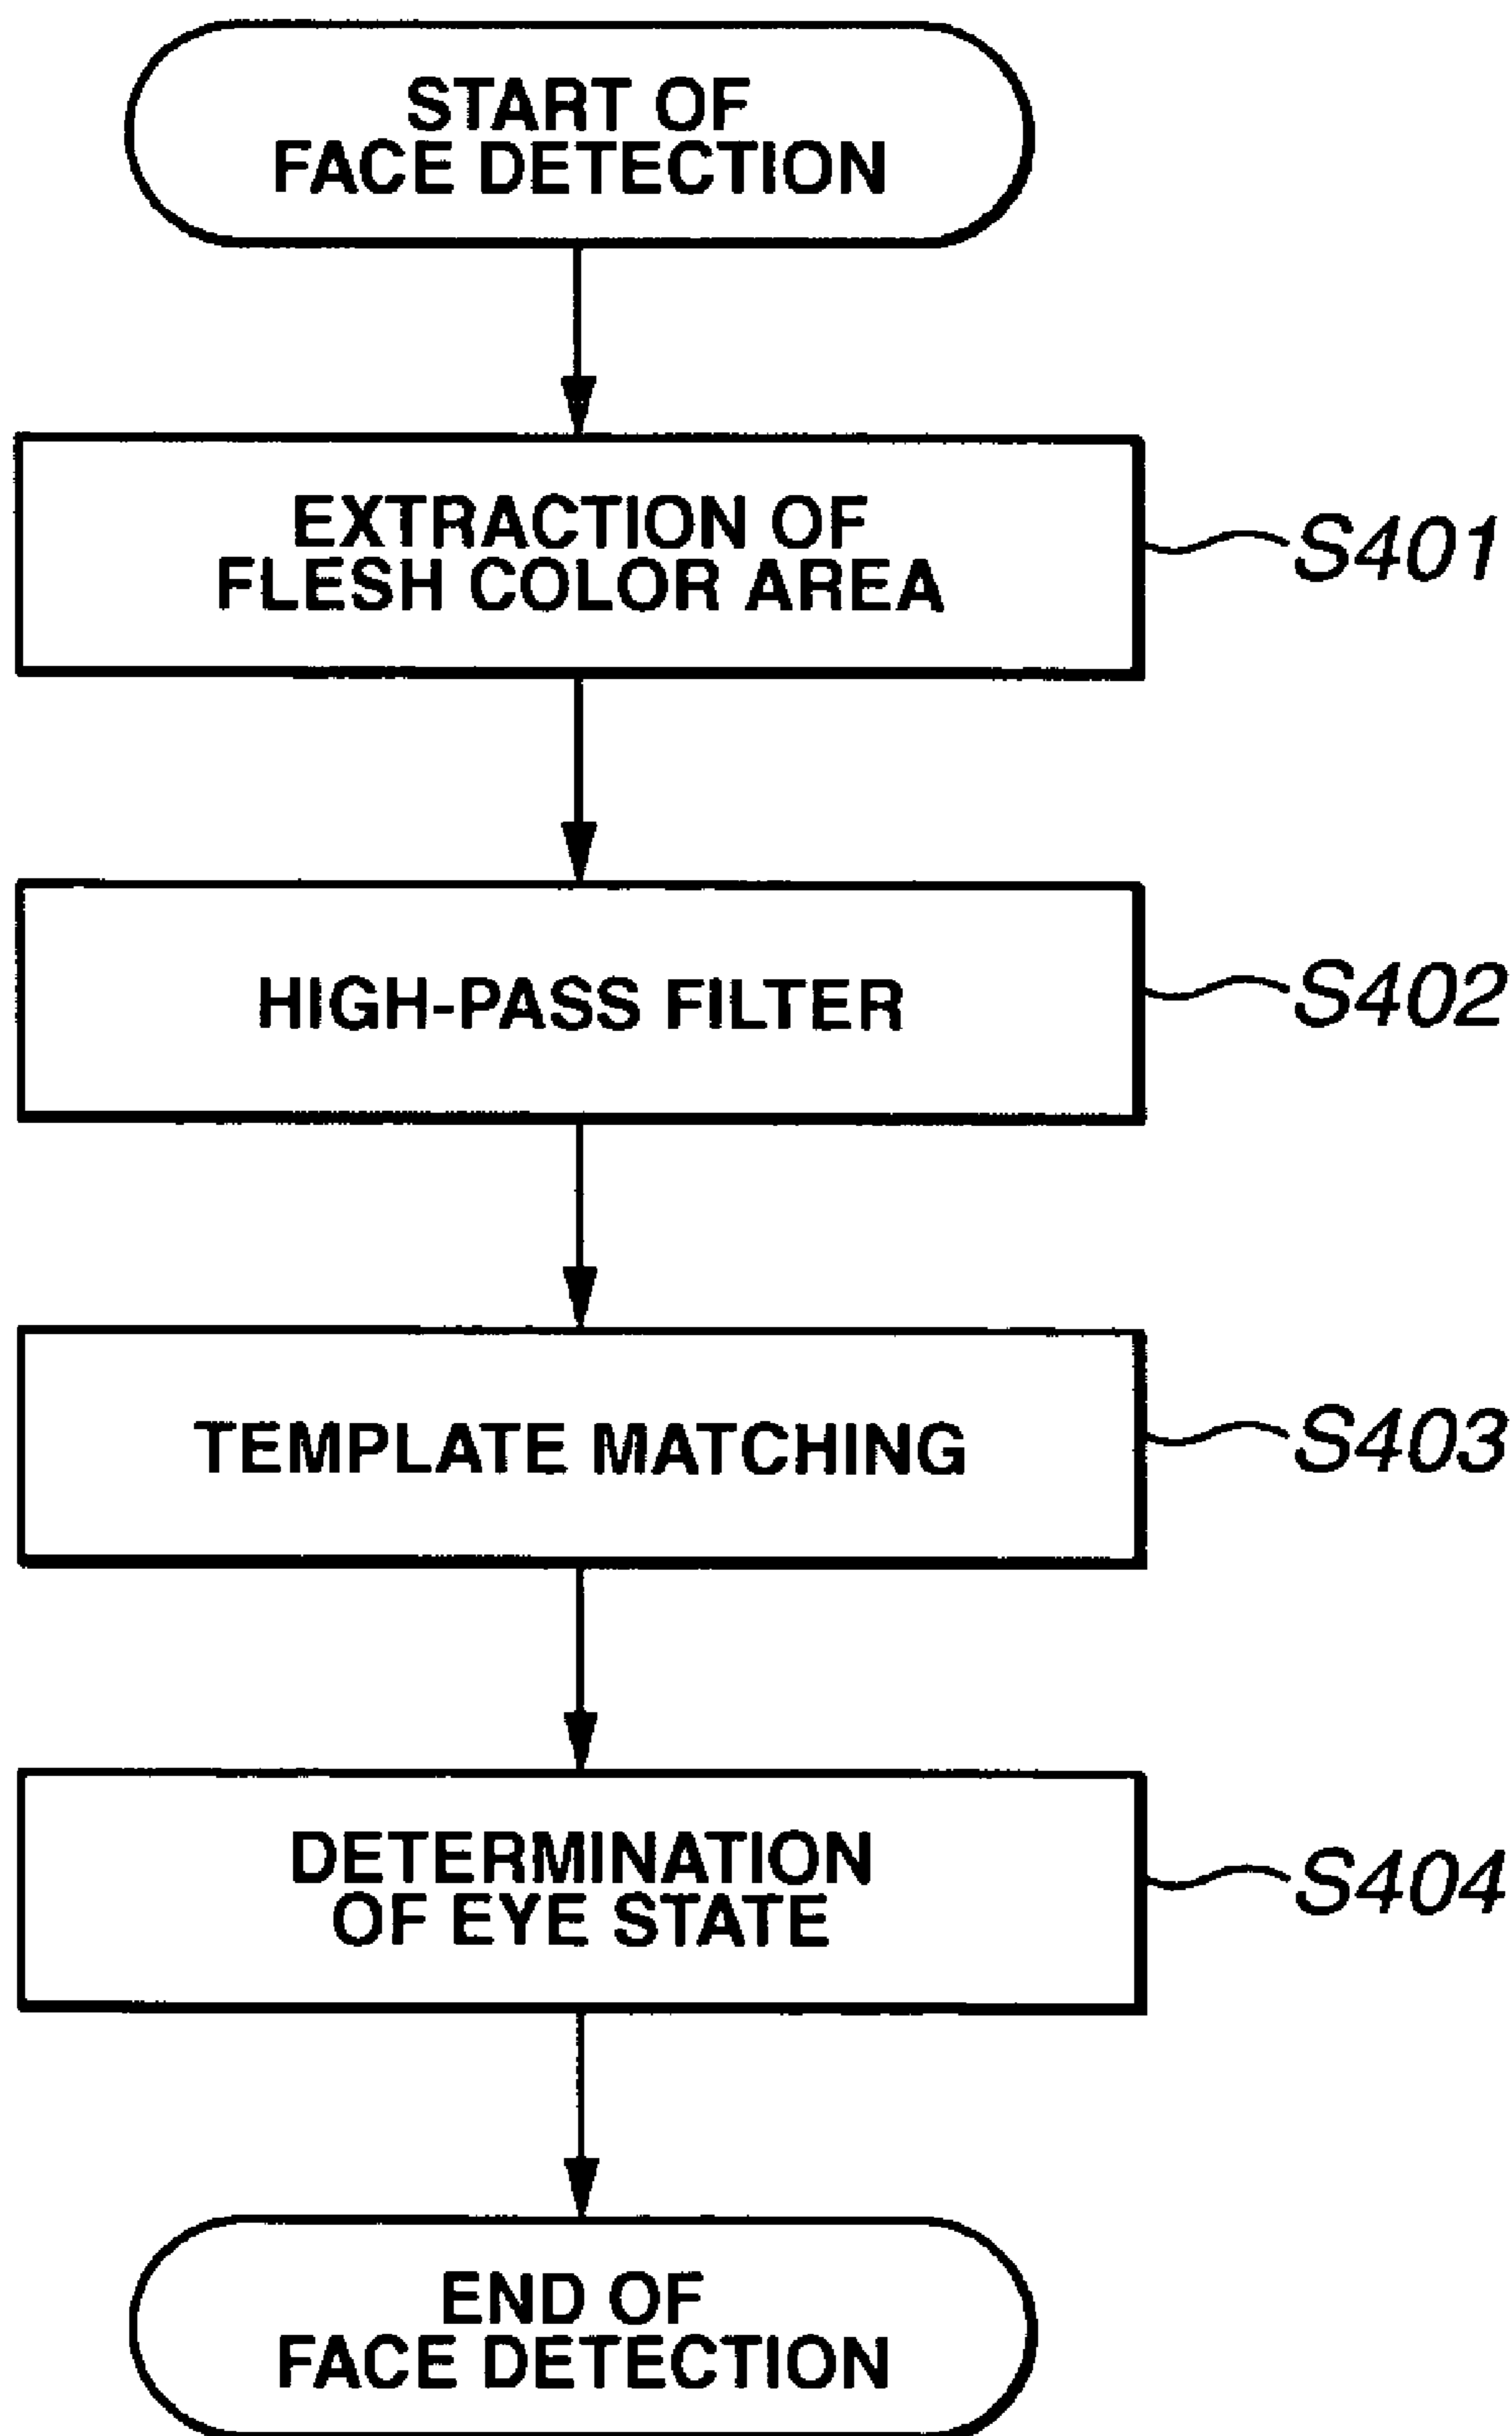 START OF
FACE DETECTION
EXTRACTION OF
FLESH COLOR AREA
S401
HIGH-PASS FILTER
S402
TEMPLATE MATCHING
S403
DETERMINATION
OF EYE STATE
S404
END OF
FACE DETECTION